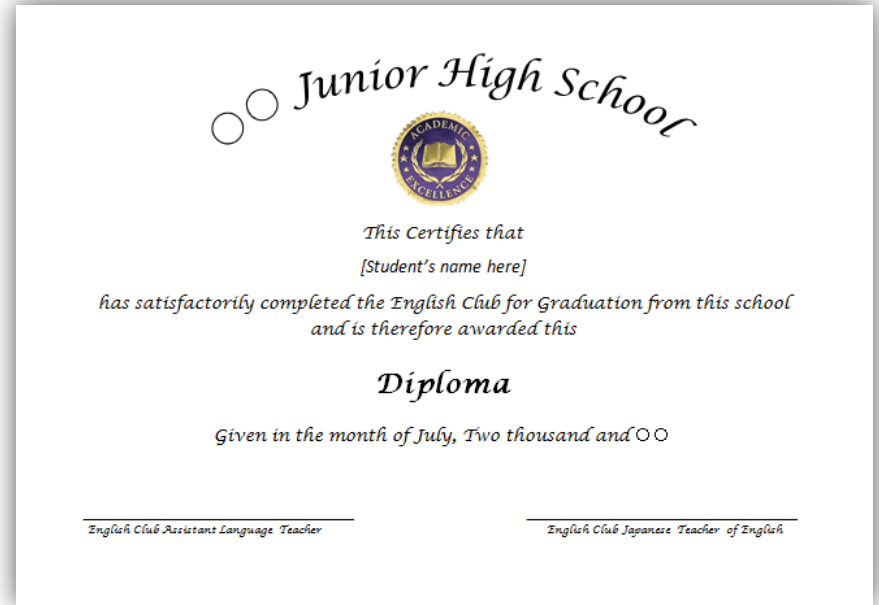 ○○ Junior High School
ACADEMIC
EXCELLENCE
This Certifies that
[Student's name here]
has satisfactorily completed the English Club for Graduation from this school
and is therefore awarded this
Diploma
Given in the month of July, Two thousand and ○○
English Club Assistant Language Teacher
English Club Japanese Teacher of English